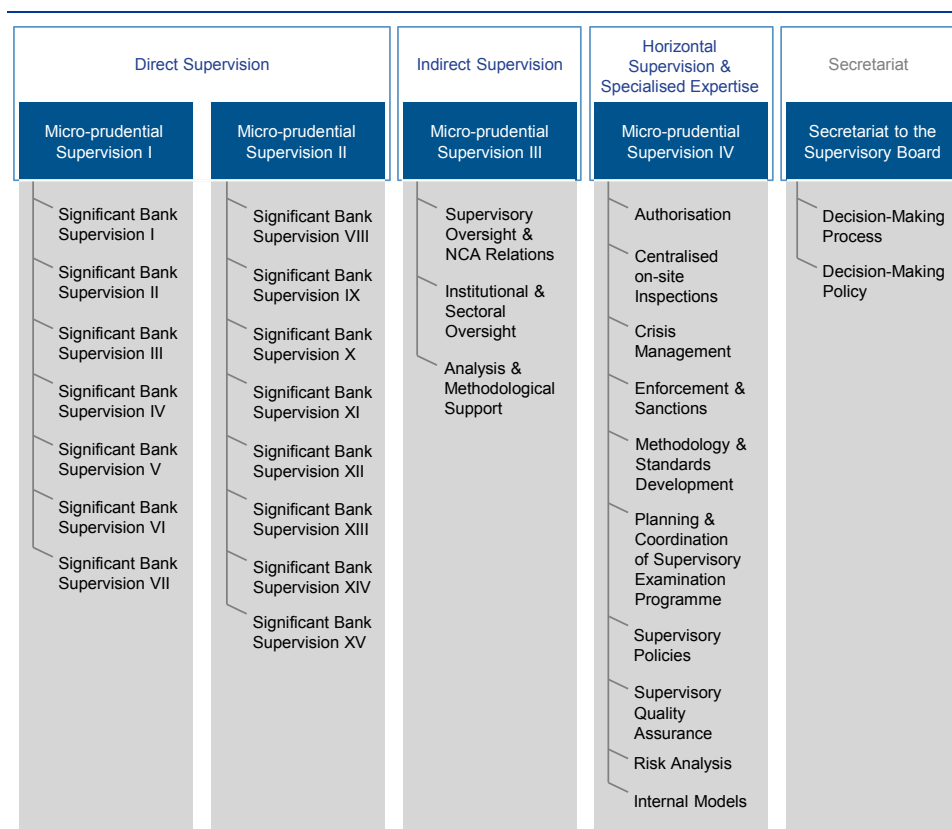 Direct Supervision
Indirect Supervision
Horizontal
Supervision &
Specialised Expertise
Secretariat
Micro-prudential
Supervision I
Micro-prudential
Supervision II
Micro-prudential
Supervision III
Micro-prudential
Supervision IV
Secretariat to the
Supervisory Board
Significant Bank
Supervision I
Significant Bank
Supervision II
Significant Bank
Supervision III
Significant Bank
Supervision IV
Significant Bank
Supervision V
Significant Bank
Supervision VI
Significant Bank
Supervision VII
Significant Bank
Supervision VIII
Significant Bank
Supervision IX
Significant Bank
Supervision X
Significant Bank
Supervision XI
Significant Bank
Supervision XII
Significant Bank
Supervision XIII
Significant Bank
Supervision XIV
Significant Bank
Supervision XV
Supervisory
Oversight &
NCA Relations
Institutional &
Sectoral
Oversight
Analysis &
Methodological
Support
Authorisation
Centralised
on-site
Inspections
Crisis
Management
Enforcement &
Sanctions
Methodology &
Standards
Development
Planning &
Coordination
of Supervisory
Examination
Programme
Supervisory
Policies
Supervisory
Quality
Assurance
Risk Analysis
Internal Models
Decision-Making
Process
Decision-Making
Policy